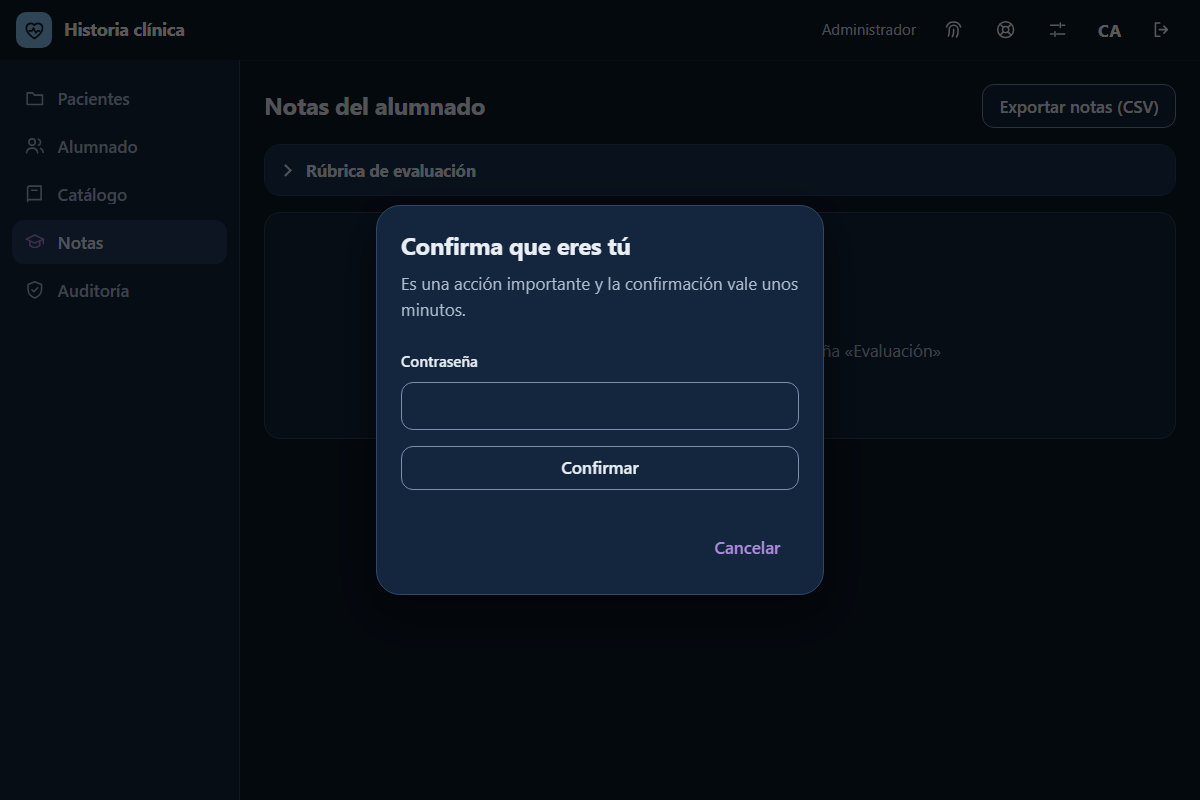 Historia clínica
Administrador
CA
Pacientes
Alumnado
Catálogo
Notas
Auditoría
Notas del alumnado
Exportar notas (CSV)
Rúbrica de evaluación
«Evaluación»
Confirma que eres tú
Es una acción importante y la confirmación vale unos
minutos.
Contraseña
Confirmar
Cancelar